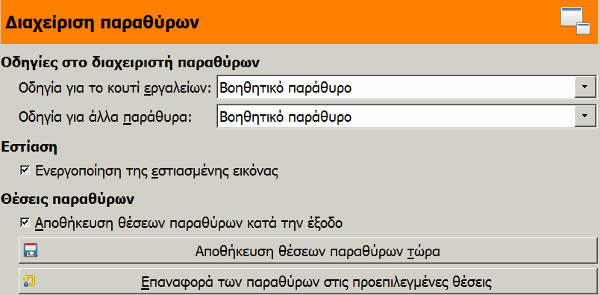 Διαχείριση παραθύρων
Οδηγίες στο διαχειριστή παραθύρων
Οδηγία για το κουτί εργαλείων: Βοηθητικό παράθυρο
Οδηγία για άλλα παράθυρα: Βοηθητικό παράθυρο
Εστίαση
Ενεργοποίηση της εστιασμένης εικόνας
Θέσεις παραθύρων
Αποθήκευση θέσεων παραθύρων κατά την έξοδο
Αποθήκευση θέσεων παραθύρων τώρα
Επαναφορά των παραθύρων στις προεπιλεγμένες θέσεις